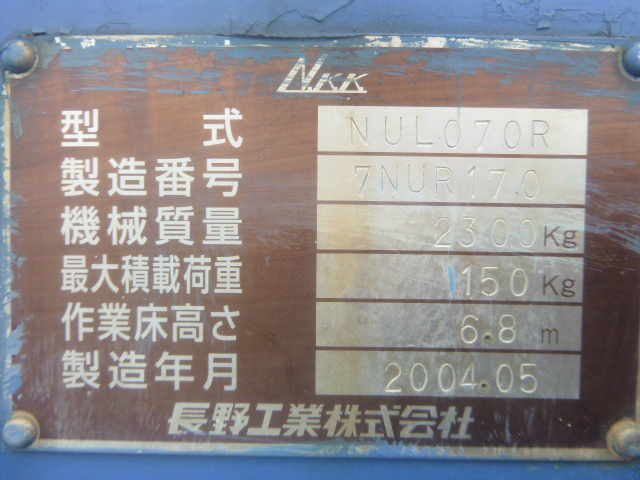 N.KK
型式 NUL070R
製造番号 7NUR170
機械質量 2300Kg
最大積載荷重 150Kg
作業床高さ 6.8m
製造年月 2004.05
長野工業株式会社